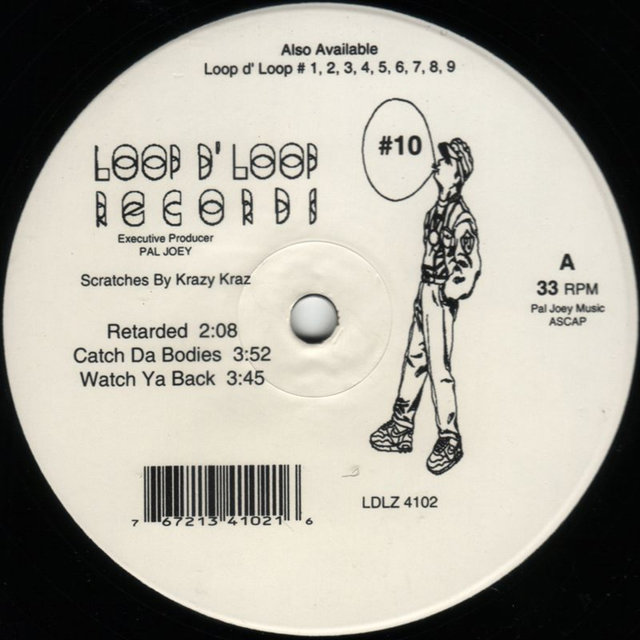 Also Available
Loop d' Loop # 1, 2, 3, 4, 5, 6, 7, 8, 9
#10
LOOP D' LOOP
RECORDS
Executive Producer
PAL JOEY
Scratches By Krazy Kraz
A
33 RPM
Pal Joey Music
ASCAP
Retarded 2:08
Catch Da Bodies 3:52
Watch Ya Back 3:45
LDLZ 4102
7 67213 41021 6